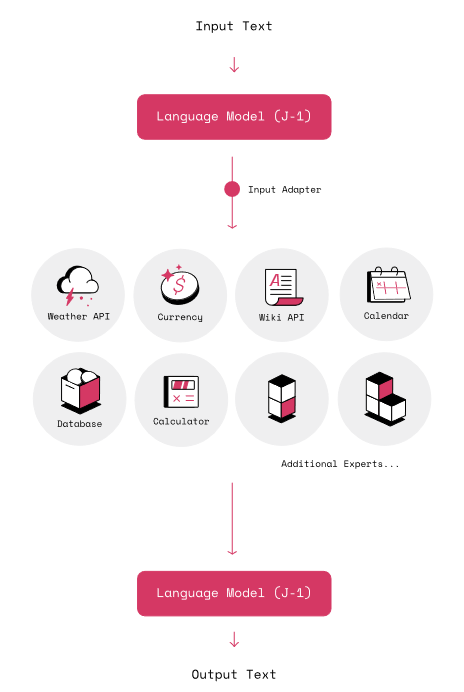 Input Text
Language Model (J-1)
Input Adapter
Weather API
Currency
Wiki API
Calendar
Database
Calculator
Additional Experts...
Language Model (J-1)
Output Text